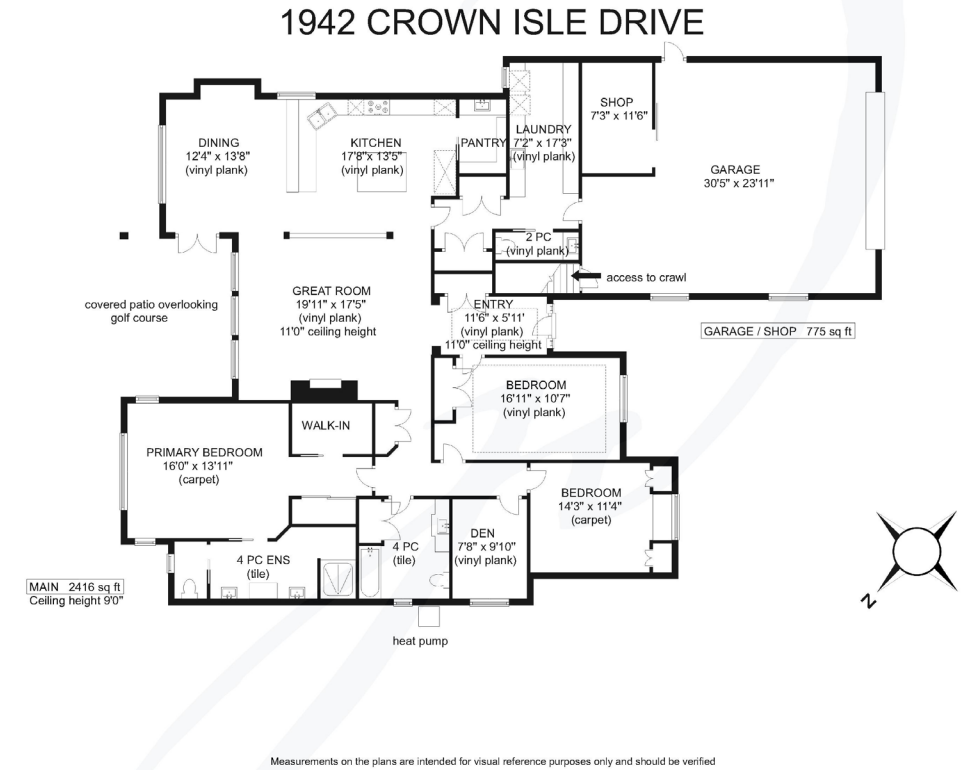 1942 CROWN ISLE DRIVE
SHOP
7'3" x 11'6"
DINING
12'4" x 13'8"
(vinyl plank)
KITCHEN
17'8"x 13'5"
(vinyl plank)
PANTRY
LAUNDRY
7'2" x 17'3"
(vinyl plank)
GARAGE
30'5" x 23'11"
2 PC
(vinyl plank)
access to crawl
covered patio overlooking
golf course
GREAT ROOM
19'11" x 17'5"
(vinyl plank)
11'0" ceiling height
ENTRY
11'6" x 5'11'
(vinyl plank)
11'0" ceiling height
GARAGE / SHOP 775 sq ft
BEDROOM
16'11" x 10'7"
(vinyl plank)
WALK-IN
PRIMARY BEDROOM
16'0" x 13'11"
(carpet)
BEDROOM
14'3" x 11'4"
(carpet)
DEN
7'8" x 9'10"
(vinyl plank)
4 PC
(tile)
4 PC ENS
(tile)
MAIN 2416 sq ft
Ceiling height 9'0"
N
heat pump
Measurements on the plans are intended for visual reference purposes only and should be verified